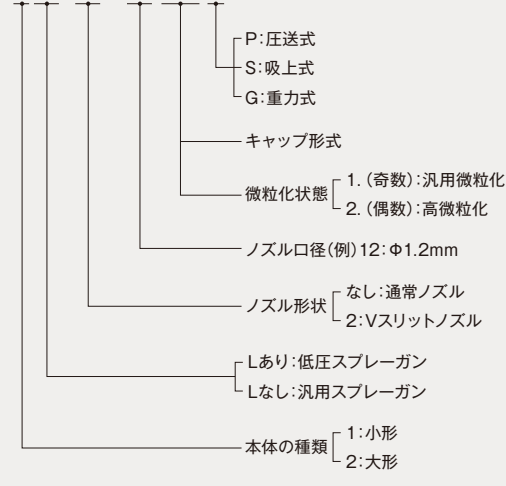 P:圧送式
S:吸上式
G:重力式
キャップ形式
微粒化状態
1.(奇数):汎用微粒化
2.(偶数):高微粒化
ノズル口径(例)12:Φ1.2mm
ノズル形状
なし:通常ノズル
2:Vスリットノズル
Lあり:低圧スプレーガン
Lなし:汎用スプレーガン
本体の種類
1:小形
2:大形